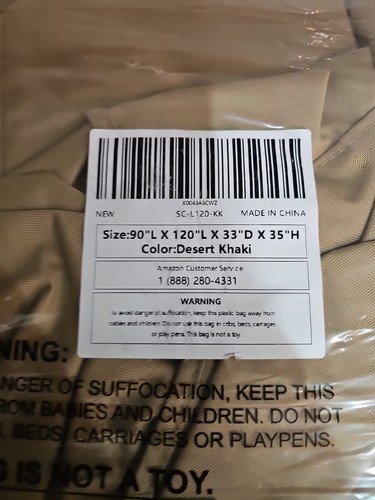 X0043A5CWZ
NEW SC-L120-KK MADE IN CHINA
Size:90"L X 120"L X 33"D X 35"H
Color:Desert Khaki
Amazon Customer Service
1 (888) 280-4331
WARNING
To avoid danger of suffocation, keep this plastic bag away from
babies and children. Do not use this bag in cribs, beds, carriages
or play pens. This bag is not a toy.
NING:
ANGER OF SUFFOCATION, KEEP THIS
ROM BABIES AND CHILDREN. DO NOT
BEDS, CARRIAGES OR PLAYPENS.
IS NOT A TOY.